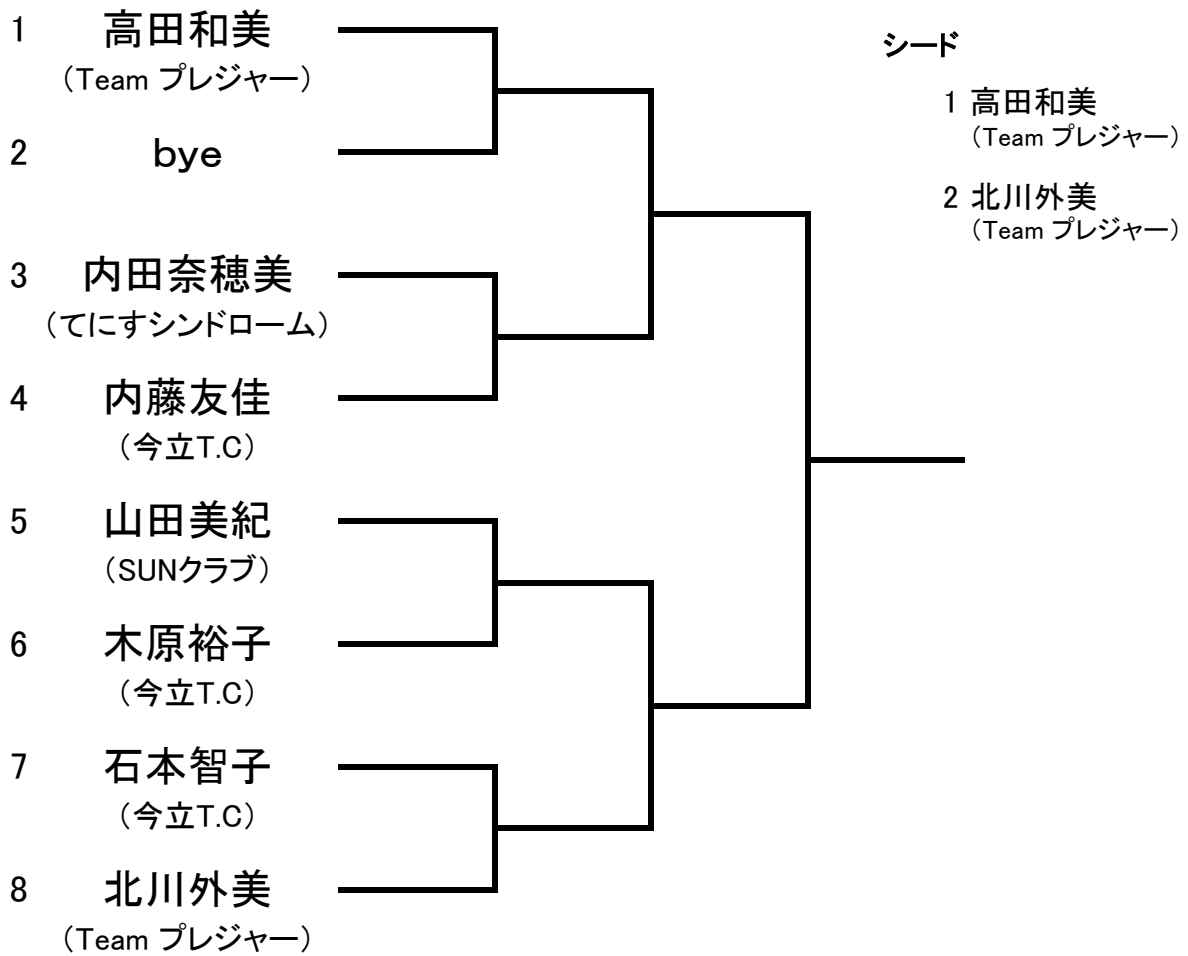 1 高田和美
（Team プレジャー）
2 bye
3 内田奈穂美
（てにすシンドローム）
4 内藤友佳
（今立T.C）
5 山田美紀
（SUNクラブ）
6 木原裕子
（今立T.C）
7 石本智子
（今立T.C）
8 北川外美
（Team プレジャー）
シード
1 高田和美
（Team プレジャー）
2 北川外美
（Team プレジャー）